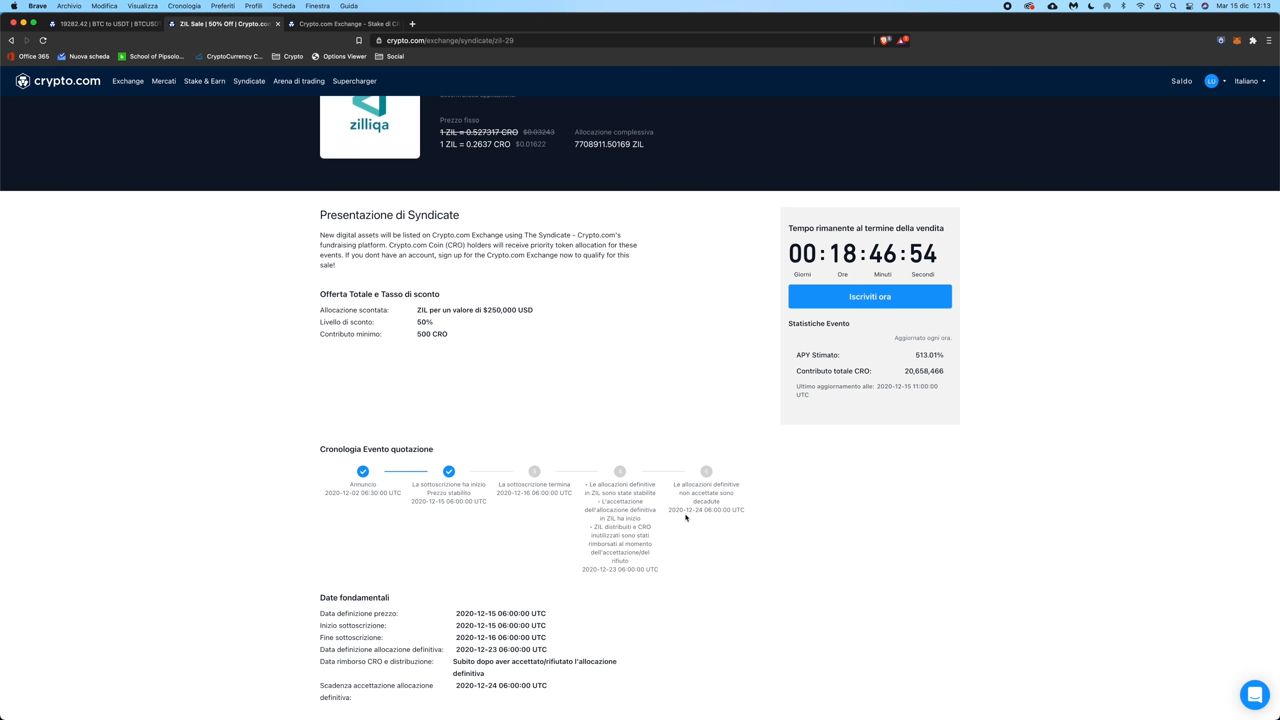 Brave Archivio Modifica Visualizza Cronologia Preferiti Profili Scheda Finestra Guida
Mar 15 dic 12:13
19282.42 | BTC to USDT | BTCUSD
ZIL Sale | 50% Off | Crypto.com
Crypto.com Exchange - Stake di C
crypto.com/exchange/syndicate/zil-29
Office 365 Nuova scheda School of Pipsolo... CryptoCurrency C... Crypto Options Viewer Social
crypto.com Exchange Mercati Stake & Earn Syndicate Arena di trading Supercharger Saldo LU Italiano
zilliqa
Prezzo fisso
1 ZIL = 0.527317 CRO $0.03243 Allocazione complessiva
1 ZIL = 0.2637 CRO $0.01622 7708911.50169 ZIL
Presentazione di Syndicate
New digital assets will be listed on Crypto.com Exchange using The Syndicate - Crypto.com's
fundraising platform. Crypto.com Coin (CRO) holders will receive priority token allocation for these
events. If you dont have an account, sign up for the Crypto.com Exchange now to qualify for this
sale!
Offerta Totale e Tasso di sconto
Allocazione scontata: ZIL per un valore di $250,000 USD
Livello di sconto: 50%
Contributo minimo: 500 CRO
Tempo rimanente al termine della vendita
00:18:46:54
Giorni Ore Minuti Secondi
Iscriviti ora
Statistiche Evento
Aggiornato ogni ora.
APY Stimato: 513.01%
Contributo totale CRO: 20,658,466
Ultimo aggiornamento alle: 2020-12-15 11:00:00
UTC
Cronologia Evento quotazione
Annuncio
2020-12-02 06:30:00 UTC
La sottoscrizione ha inizio
Prezzo stabilito
2020-12-15 06:00:00 UTC
3
La sottoscrizione termina
2020-12-16 06:00:00 UTC
4
- Le allocazioni definitive
in ZIL sono state stabilite
- L'accettazione
dell'allocazione definitiva
in ZIL ha inizio
- ZIL distribuiti e CRO
inutilizzati sono stati
rimborsati al momento
dell'accettazione/del
rifiuto
2020-12-23 06:00:00 UTC
5
Le allocazioni definitive
non accettate sono
decadute
2020-12-24 06:00:00 UTC
Date fondamentali
Data definizione prezzo: 2020-12-15 06:00:00 UTC
Inizio sottoscrizione: 2020-12-15 06:00:00 UTC
Fine sottoscrizione: 2020-12-16 06:00:00 UTC
Data definizione allocazione definitiva: 2020-12-23 06:00:00 UTC
Data rimborso CRO e distribuzione: Subito dopo aver accettato/rifiutato l'allocazione
definitiva
Scadenza accettazione allocazione 2020-12-24 06:00:00 UTC
definitiva: